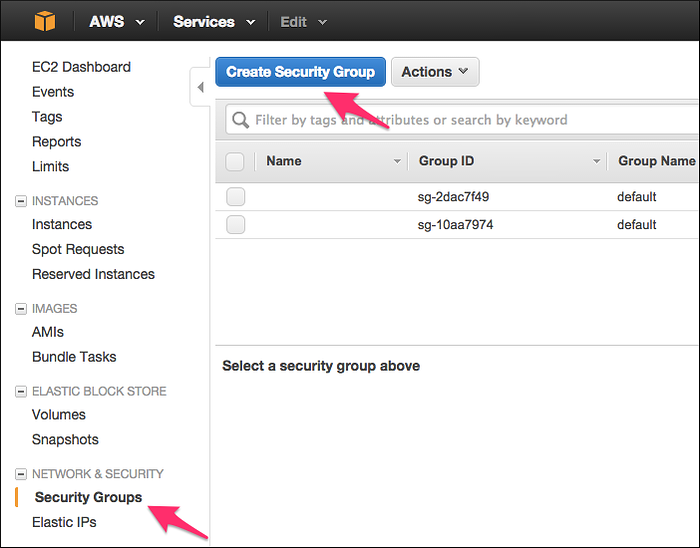 AWS Services Edit
EC2 Dashboard
Events
Tags
Reports
Limits
INSTANCES
Instances
Spot Requests
Reserved Instances
IMAGES
AMIs
Bundle Tasks
ELASTIC BLOCK STORE
Volumes
Snapshots
NETWORK & SECURITY
Security Groups
Elastic IPs
Create Security Group Actions
Filter by tags and attributes or search by keyword
Name Group ID Group Name
sg-2dac7f49 default
sg-10aa7974 default
Select a security group above